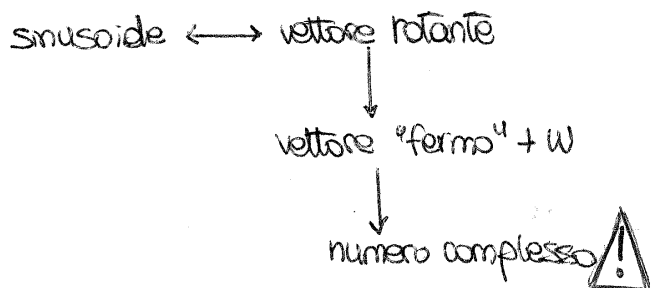 sinusoide ⟷ vettore rotante
vettore "fermo" + ω
numero complesso !